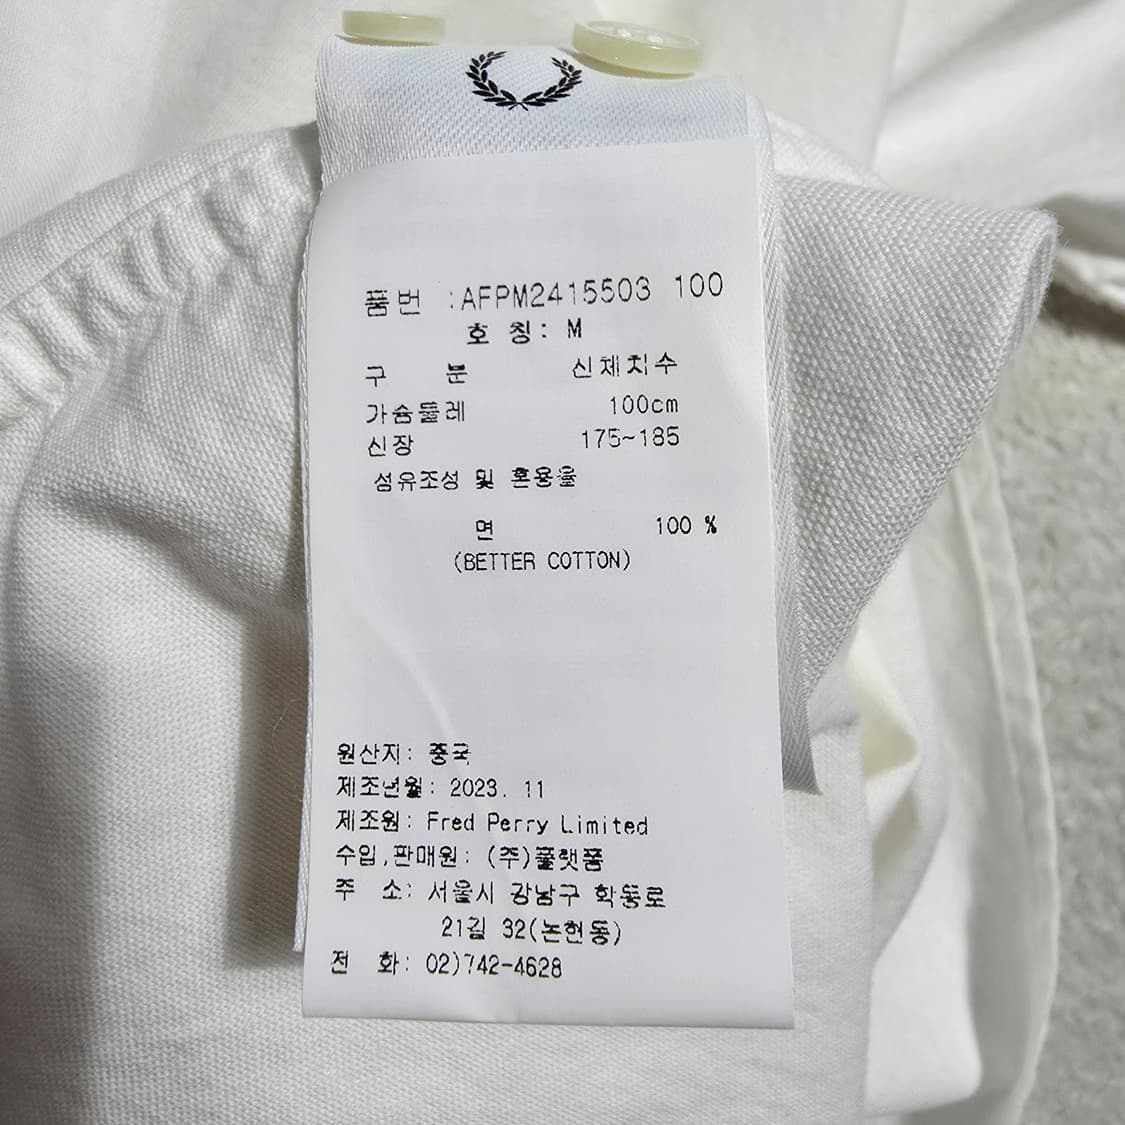 품번 :AFPM2415503 100
호 칭: M
구 분 신체치수
가슴둘레 100cm
신장 175~185
섬유조성 및 혼용율
면 100 %
(BETTER COTTON)
원산지: 중국
제조년월: 2023. 11
제조원: Fred Perry Limited
수입,판매원: (주)플랫폼
주 소: 서울시 강남구 학동로
21길 32(논현동)
전 화: 02)742-4628